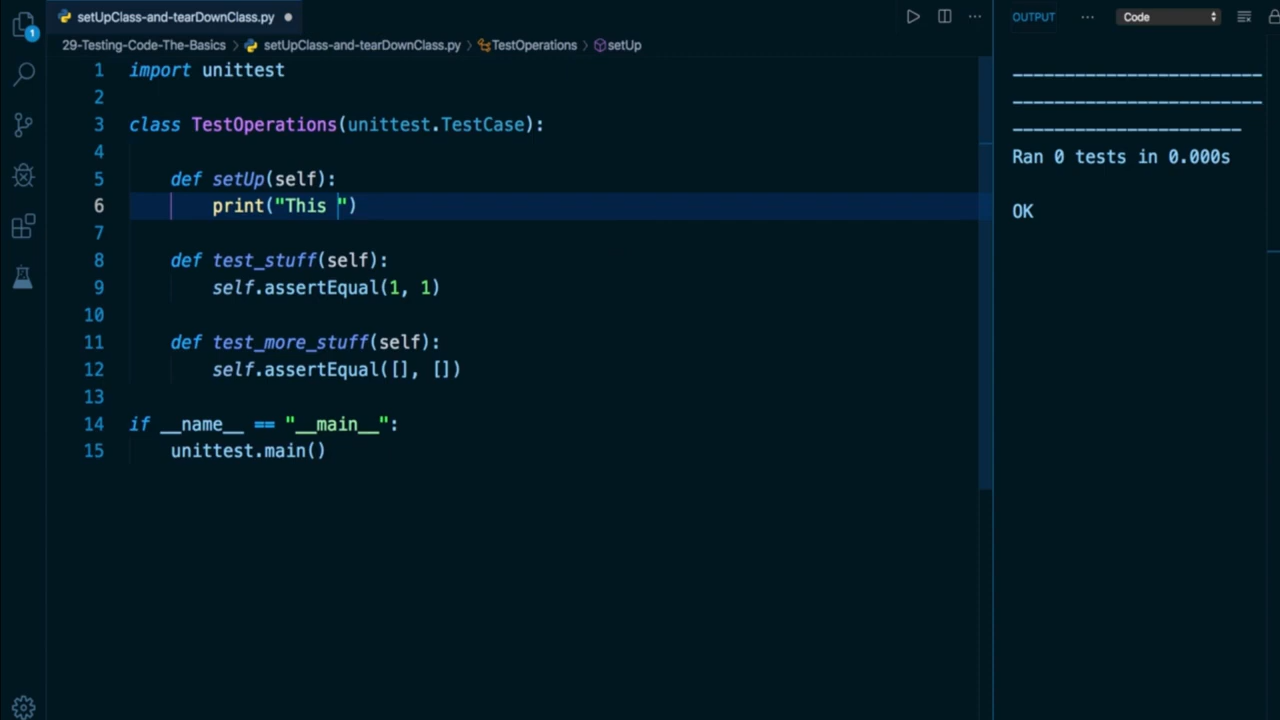 setUpClass-and-tearDownClass.py
OUTPUT
Code
1
29-Testing-Code-The-Basics > setUpClass-and-tearDownClass.py > TestOperations > setUp
1 import unittest
2
3 class TestOperations(unittest.TestCase):
4
5 def setUp(self):
6 print("This ")
7
8 def test_stuff(self):
9 self.assertEqual(1, 1)
10
11 def test_more_stuff(self):
12 self.assertEqual([], [])
13
14 if __name__ == "__main__":
15 unittest.main()
Ran 0 tests in 0.000s
OK